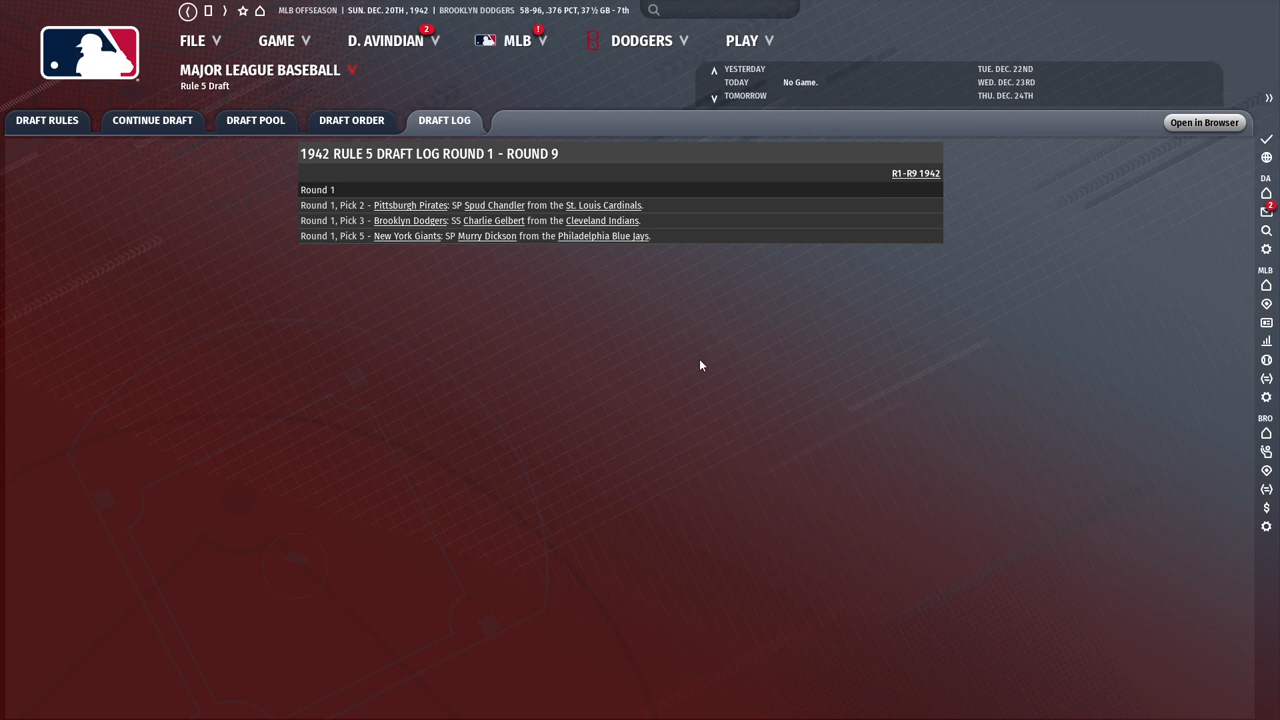 MLB OFFSEASON | SUN. DEC. 20TH , 1942 | BROOKLYN DODGERS 58-96, .376 PCT, 37 ½ GB - 7th
FILE GAME D. AVINDIAN 2 MLB ! B DODGERS PLAY
MAJOR LEAGUE BASEBALL
Rule 5 Draft
YESTERDAY TUE. DEC. 22ND
TODAY No Game. WED. DEC. 23RD
TOMORROW THU. DEC. 24TH
DRAFT RULES CONTINUE DRAFT DRAFT POOL DRAFT ORDER DRAFT LOG Open in Browser
1942 RULE 5 DRAFT LOG ROUND 1 - ROUND 9
R1-R9 1942
Round 1
Round 1, Pick 2 - Pittsburgh Pirates: SP Spud Chandler from the St. Louis Cardinals.
Round 1, Pick 3 - Brooklyn Dodgers: SS Charlie Gelbert from the Cleveland Indians.
Round 1, Pick 5 - New York Giants: SP Murry Dickson from the Philadelphia Blue Jays.
DA
2
MLB
BRO
$